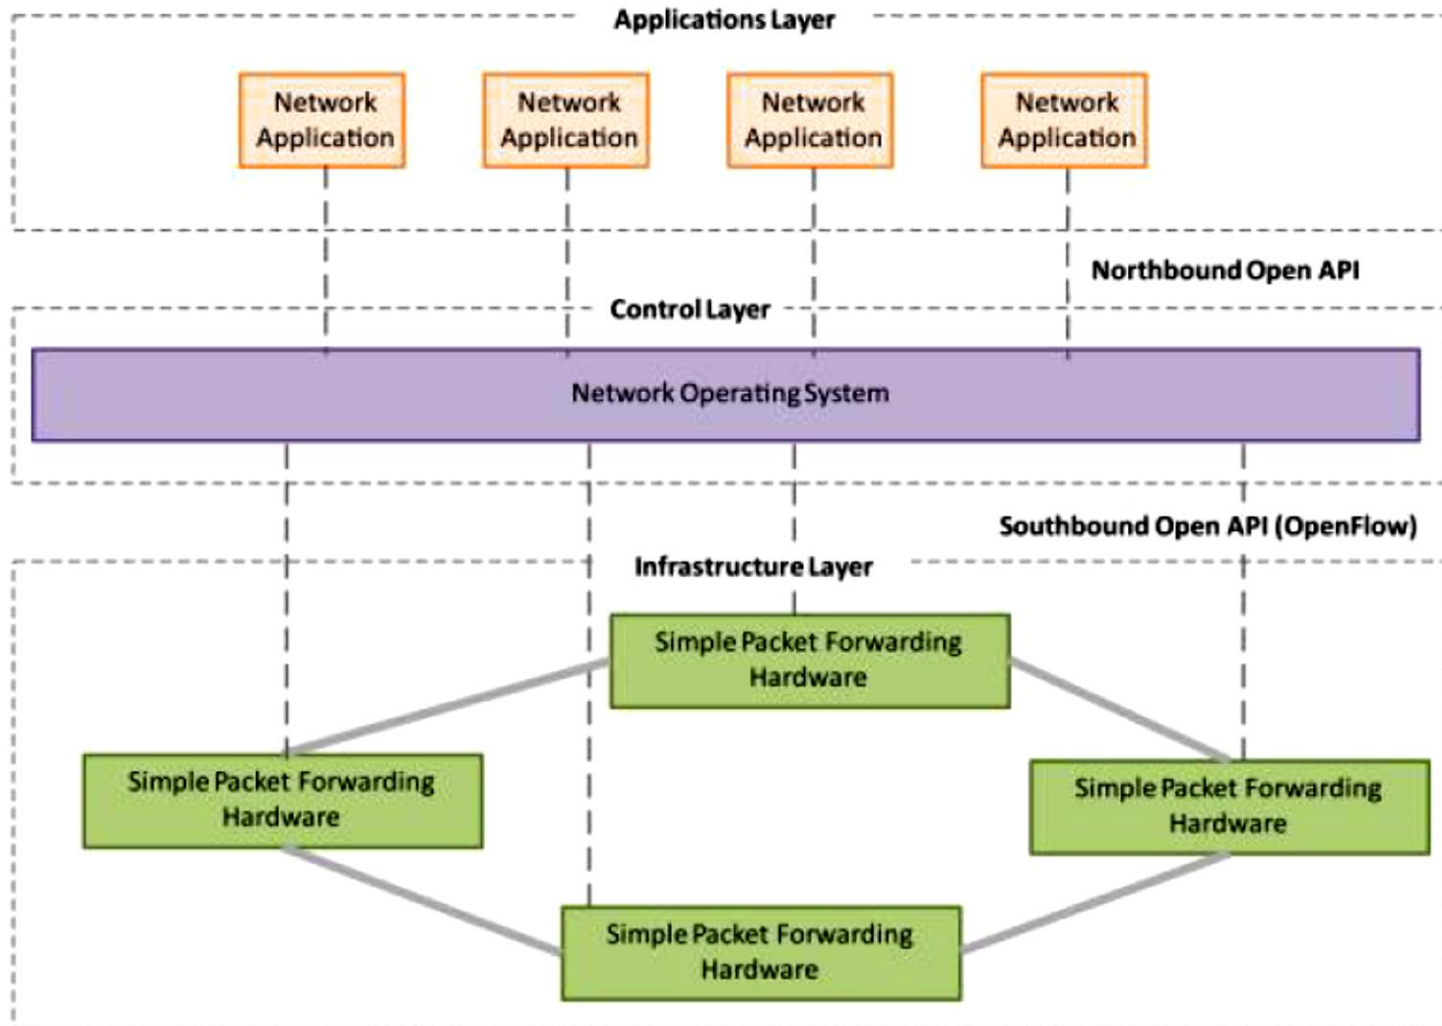 Applications Layer
Network
Application
Network
Application
Network
Application
Network
Application
Northbound Open API
Control Layer
Network Operating System
Southbound Open API (OpenFlow)
Infrastructure Layer
Simple Packet Forwarding
Hardware
Simple Packet Forwarding
Hardware
Simple Packet Forwarding
Hardware
Simple Packet Forwarding
Hardware